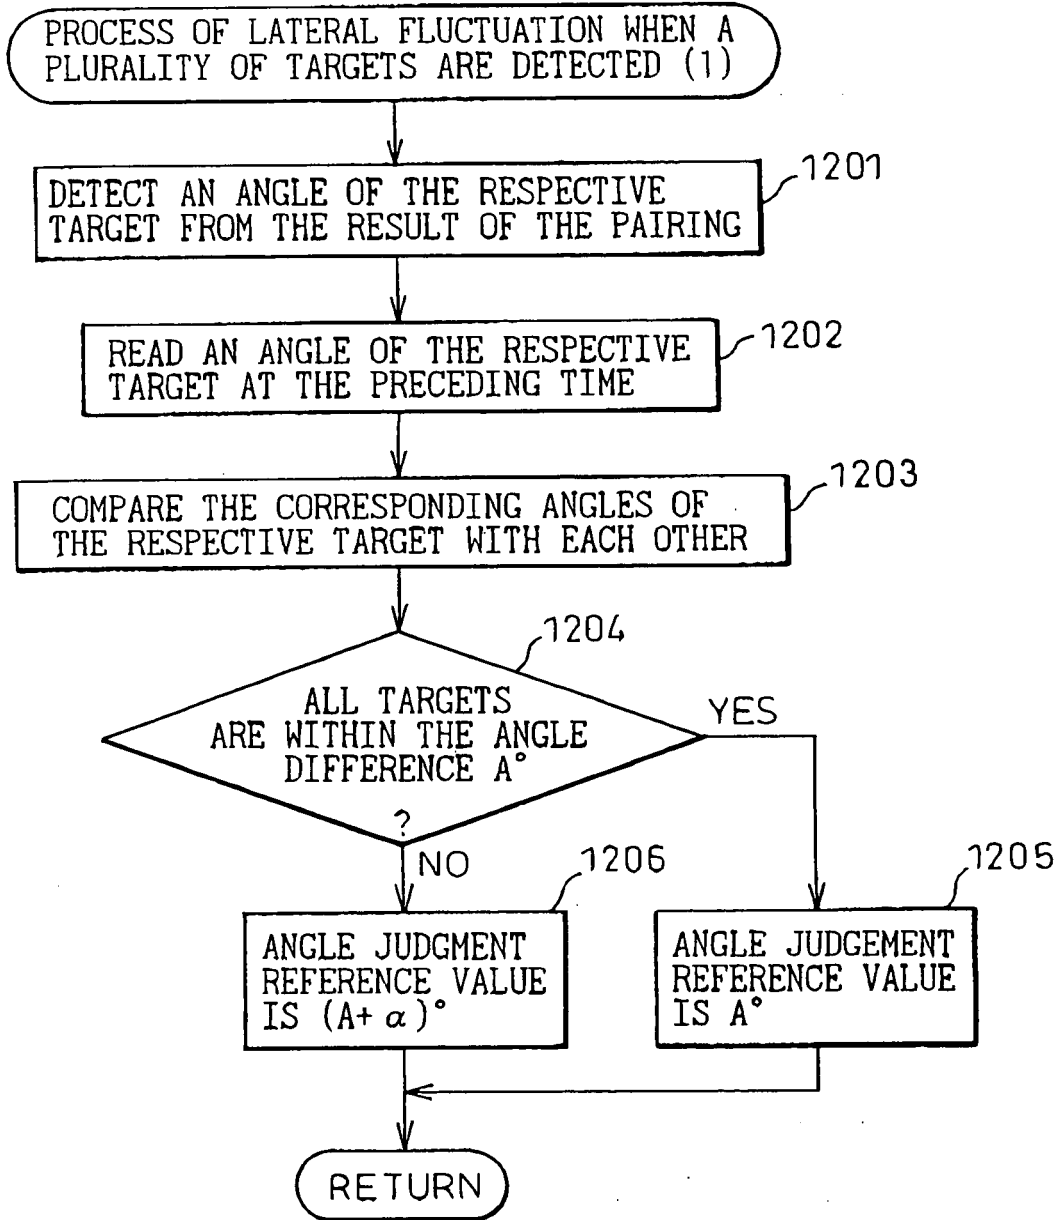 PROCESS OF LATERAL FLUCTUATION WHEN A
PLURALITY OF TARGETS ARE DETECTED (1)
1201
DETECT AN ANGLE OF THE RESPECTIVE
TARGET FROM THE RESULT OF THE PAIRING
1202
READ AN ANGLE OF THE RESPECTIVE
TARGET AT THE PRECEDING TIME
1203
COMPARE THE CORRESPONDING ANGLES OF
THE RESPECTIVE TARGET WITH EACH OTHER
1204
ALL TARGETS
ARE WITHIN THE ANGLE
DIFFERENCE A°
?
YES
NO
1206
ANGLE JUDGMENT
REFERENCE VALUE
IS (A+ α)°
1205
ANGLE JUDGEMENT
REFERENCE VALUE
IS A°
RETURN